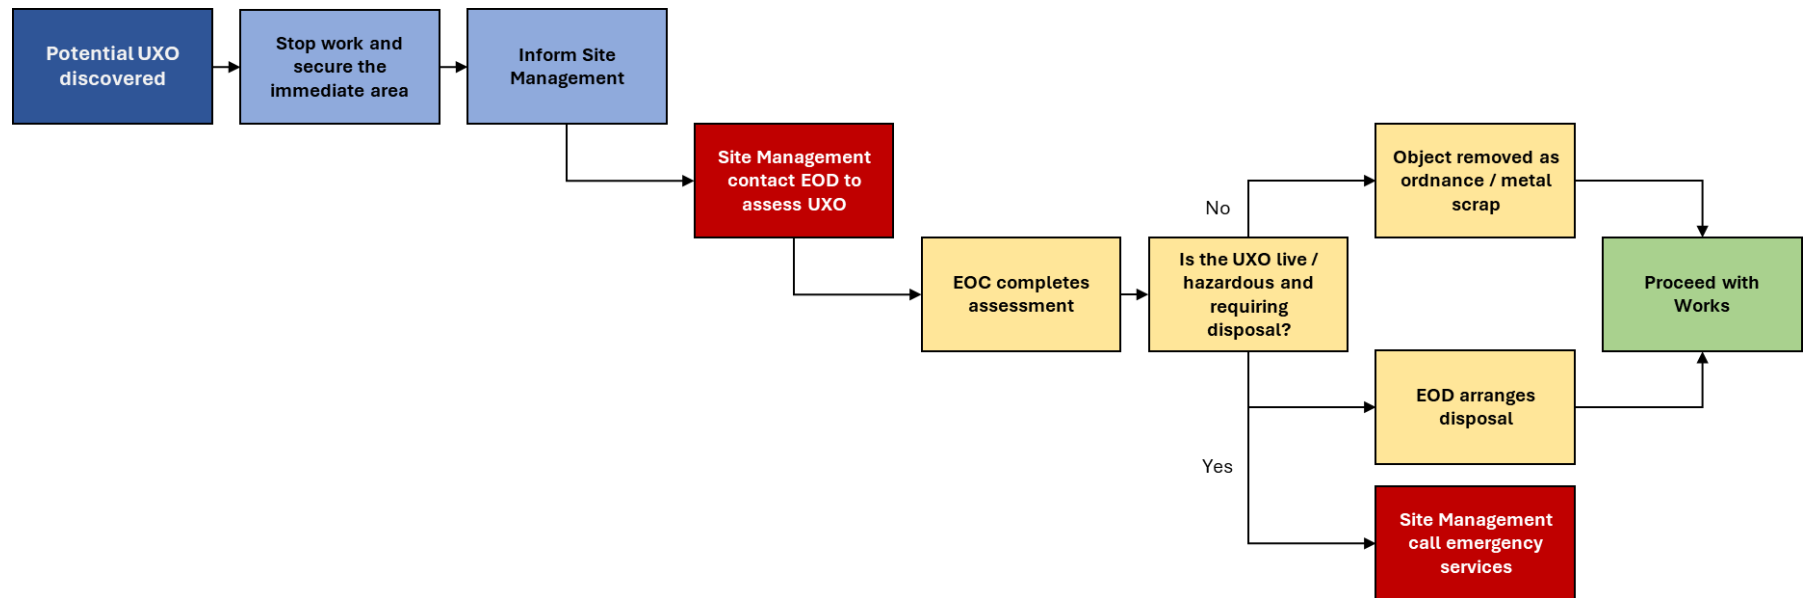 Potential UXO
discovered
Stop work and
secure the
immediate area
Inform Site
Management
Site Management
contact EOD to
assess UXO
EOC completes
assessment
Is the UXO live /
hazardous and
requiring
disposal?
No
Yes
Object removed as
ordnance / metal
scrap
EOD arranges
disposal
Site Management
call emergency
services
Proceed with
Works